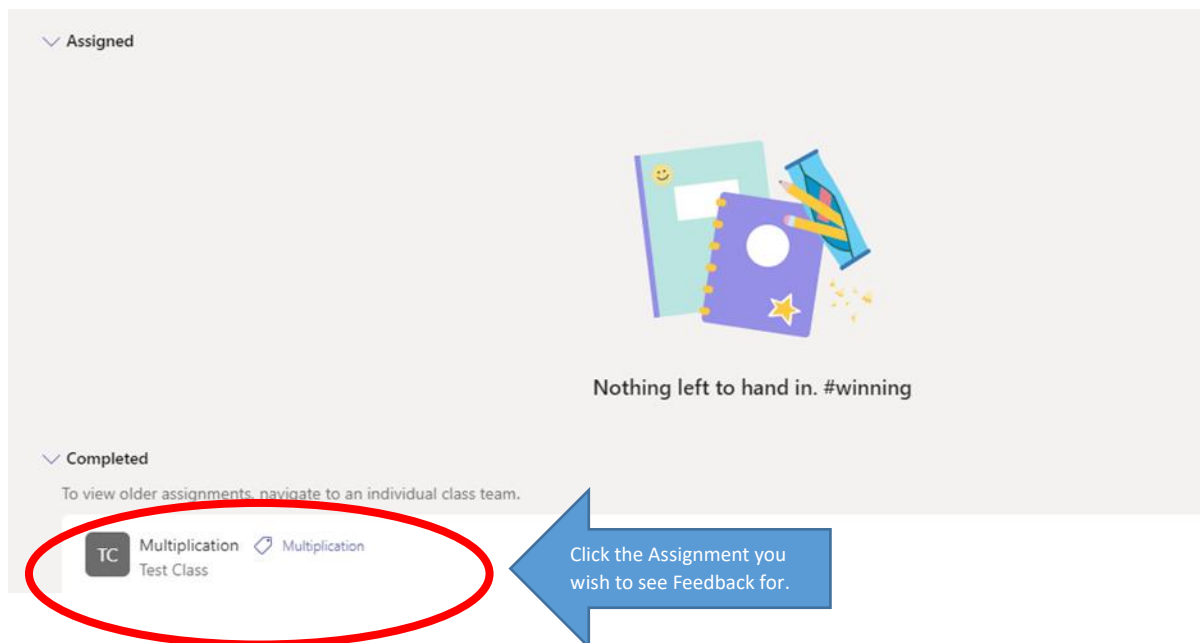 Assigned
Nothing left to hand in. #winning
Completed
To view older assignments, navigate to an individual class team.
TC
Multiplication Multiplication
Test Class
Click the Assignment you
wish to see Feedback for.